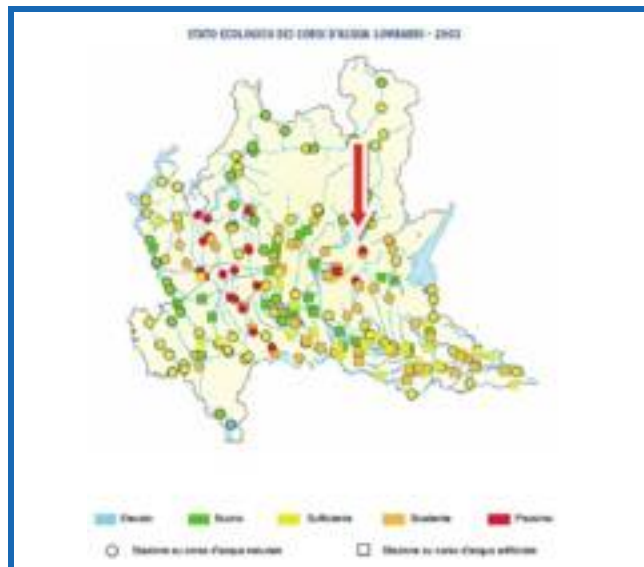 STATO ECOLOGICO DEI CORSI D'ACQUA LOMBARDI - 2003
Elevato Buono Sufficiente Scadente Pessimo
Stazione su corso d'acqua naturale Stazione su corso d'acqua artificiale